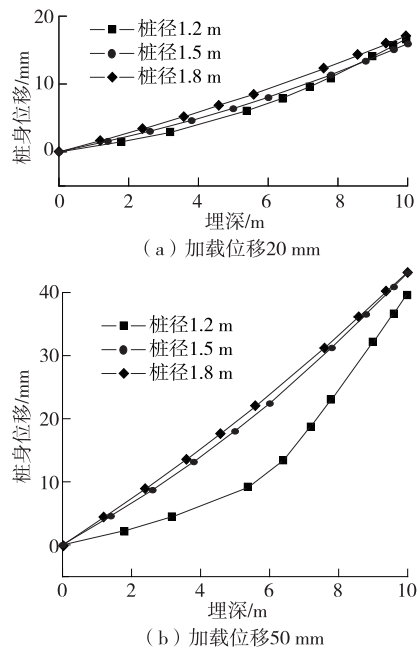 20
10
0
桩身位移/mm
桩径1.2 m
桩径1.5 m
桩径1.8 m
2 4 6 8 10
埋深/m
（a）加载位移20 mm
40
30
20
10
0
桩身位移/mm
桩径1.2 m
桩径1.5 m
桩径1.8 m
0 2 4 6 8 10
埋深/m
（b）加载位移50 mm